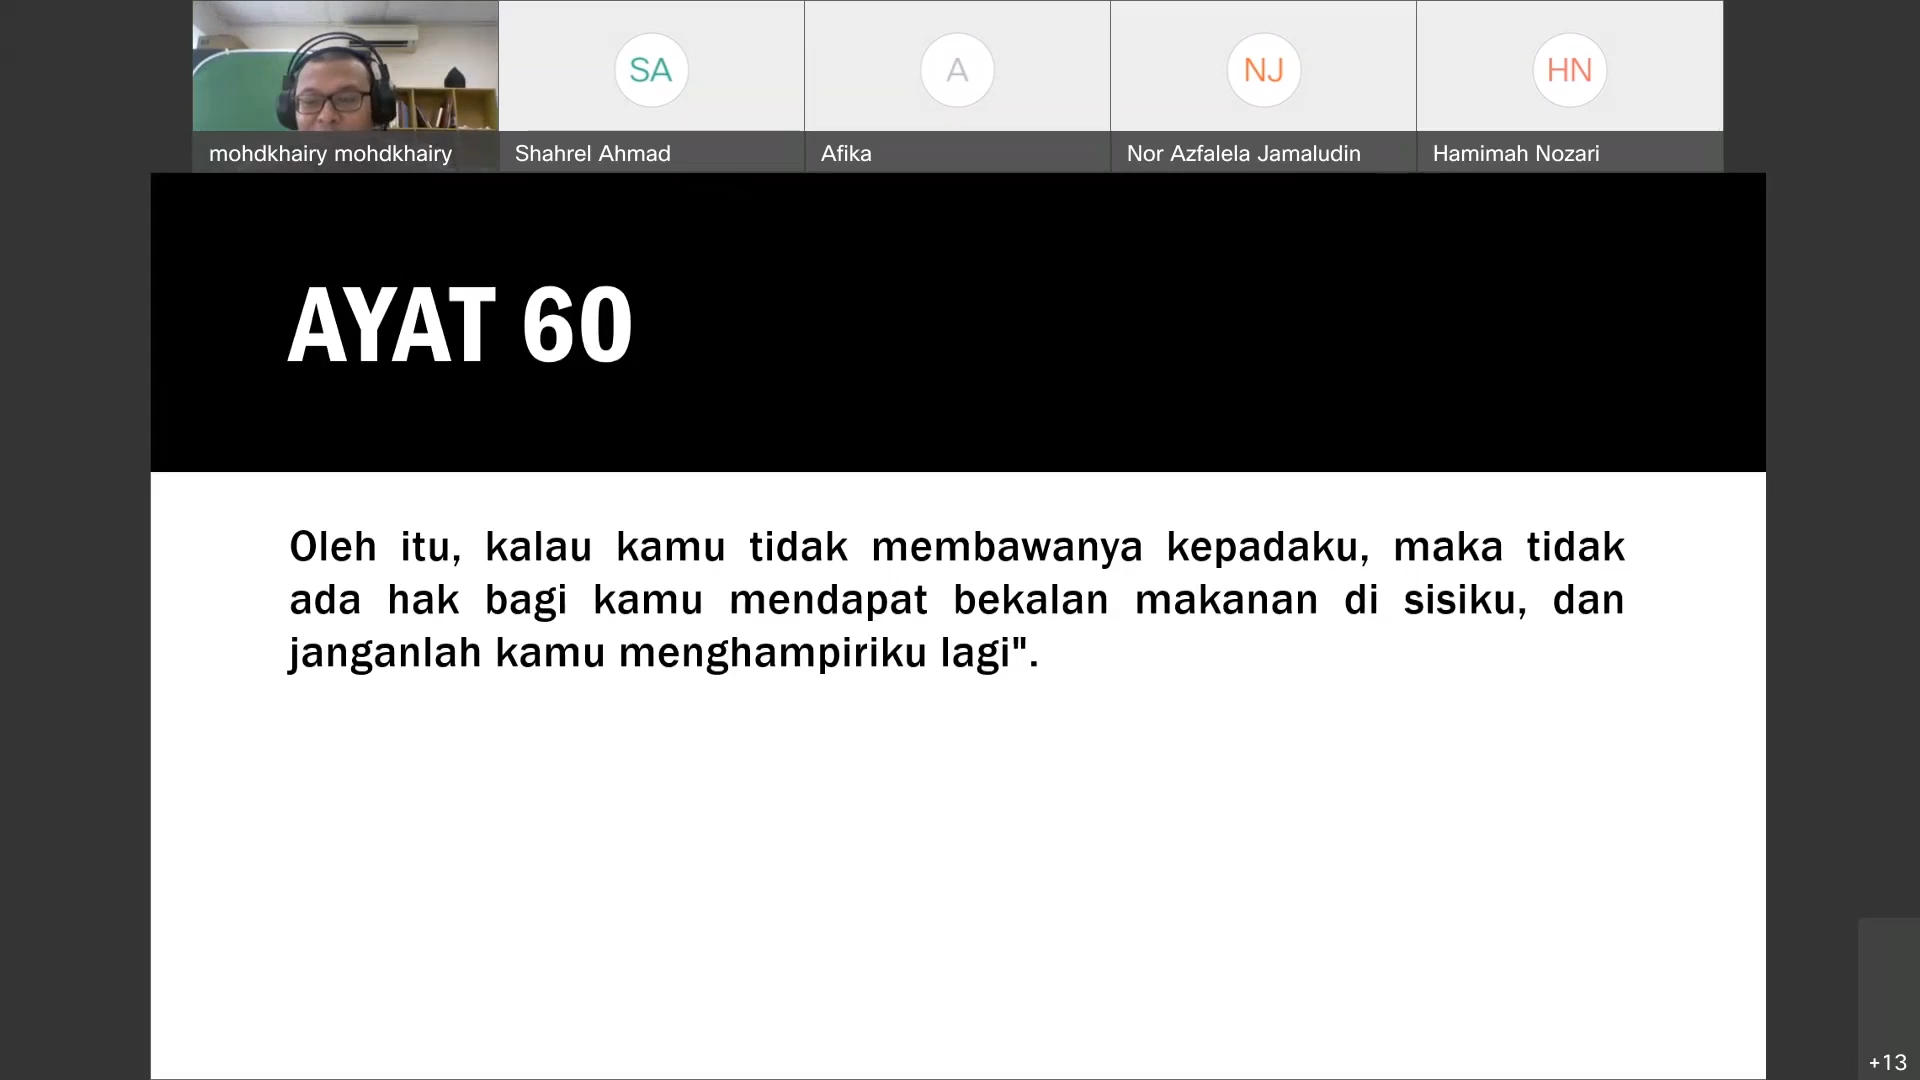 SA
A
NJ
HN
mohdkhairy mohdkhairy
Shahrel Ahmad
Afika
Nor Azfalela Jamaludin
Hamimah Nozari
AYAT 60
Oleh itu, kalau kamu tidak membawanya kepadaku, maka tidak
ada hak bagi kamu mendapat bekalan makanan di sisiku, dan
janganlah kamu menghampiriku lagi".
+13